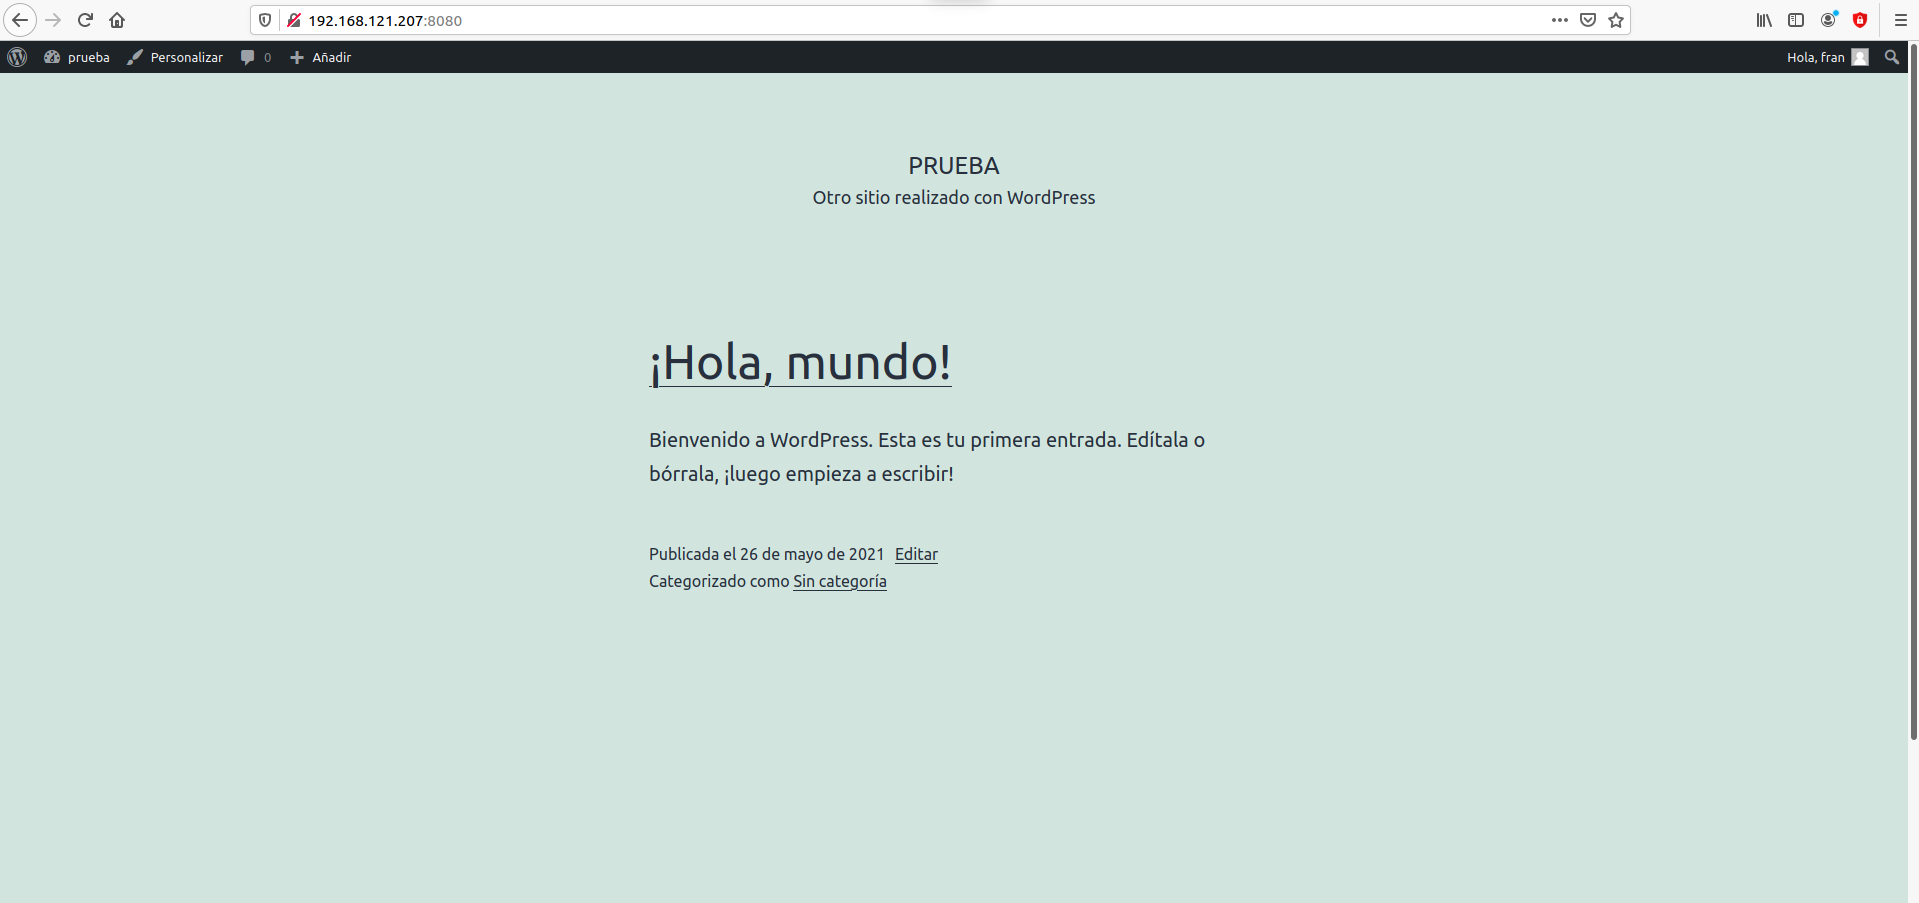 192.168.121.207:8080
prueba Personalizar 0 Añadir Hola, fran
PRUEBA
Otro sitio realizado con WordPress
¡Hola, mundo!
Bienvenido a WordPress. Esta es tu primera entrada. Edítala o
bórrala, ¡luego empieza a escribir!
Publicada el 26 de mayo de 2021 Editar
Categorizado como Sin categoría